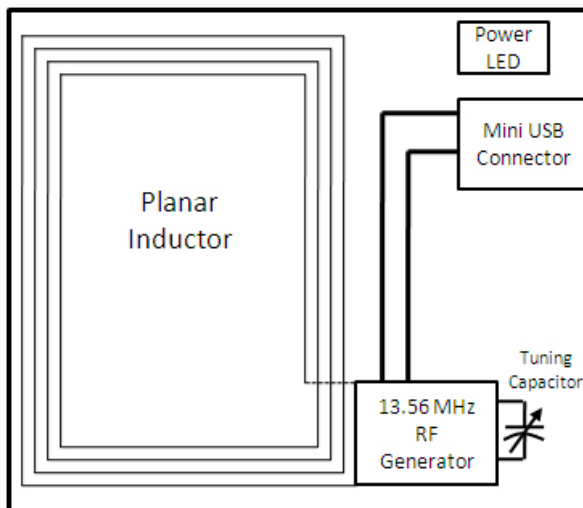 Power
LED
Mini USB
Connector
Planar
Inductor
Tuning
Capacitor
13.56 MHz
RF
Generator